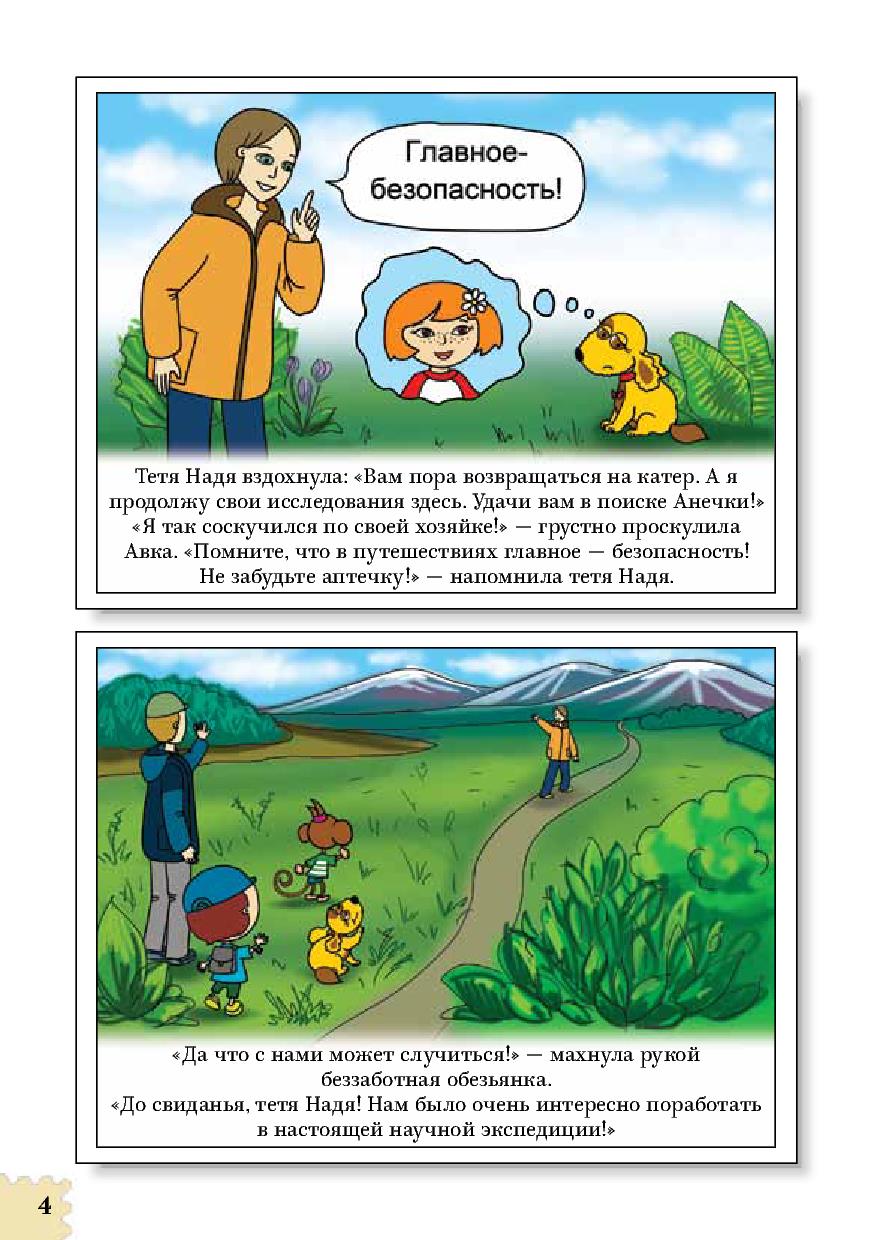 Главное-
безопасность!
Тетя Надя вздохнула: «Вам пора возвращаться на катер. А я
продолжу свои исследования здесь. Удачи вам в поиске Анечки!»
«Я так соскучился по своей хозяйке!» — грустно проскулила
Авка. «Помните, что в путешествиях главное — безопасность!
Не забудьте аптечку!» — напомнила тетя Надя.
«Да что с нами может случиться!» — махнула рукой
беззаботная обезьянка.
«До свиданья, тетя Надя! Нам было очень интересно поработать
в настоящей научной экспедиции!»
4